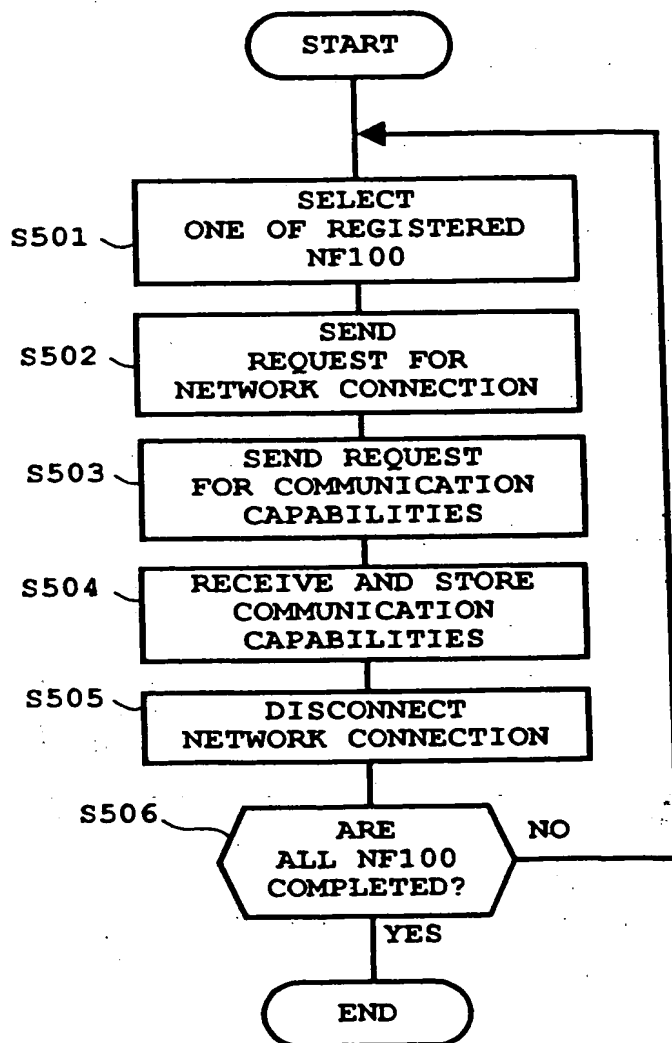 START
SELECT
ONE OF REGISTERED
NF100
S501
SEND
REQUEST FOR
NETWORK CONNECTION
S502
SEND REQUEST
FOR COMMUNICATION
CAPABILITIES
S503
RECEIVE AND STORE
COMMUNICATION
CAPABILITIES
S504
DISCONNECT
NETWORK CONNECTION
S505
ARE
ALL NF100
COMPLETED?
S506
NO
YES
END